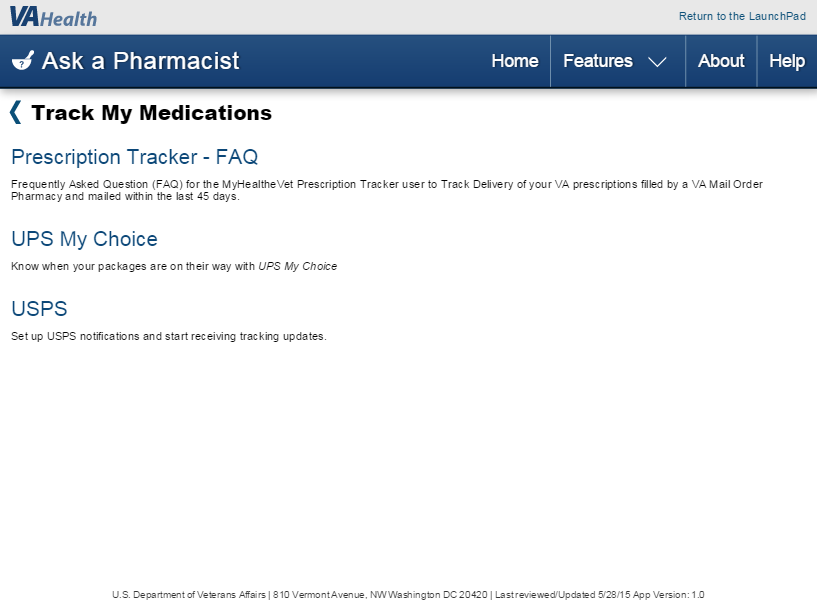 VAHealth
Return to the LaunchPad
Ask a Pharmacist
Home
Features
About
Help
Track My Medications
Prescription Tracker - FAQ
Frequently Asked Question (FAQ) for the MyHealtheVet Prescription Tracker user to Track Delivery of your VA prescriptions filled by a VA Mail Order
Pharmacy and mailed within the last 45 days.
UPS My Choice
Know when your packages are on their way with UPS My Choice
USPS
Set up USPS notifications and start receiving tracking updates.
U.S. Department of Veterans Affairs | 810 Vermont Avenue, NW Washington DC 20420 | Last reviewed/Updated 5/28/15 App Version: 1.0